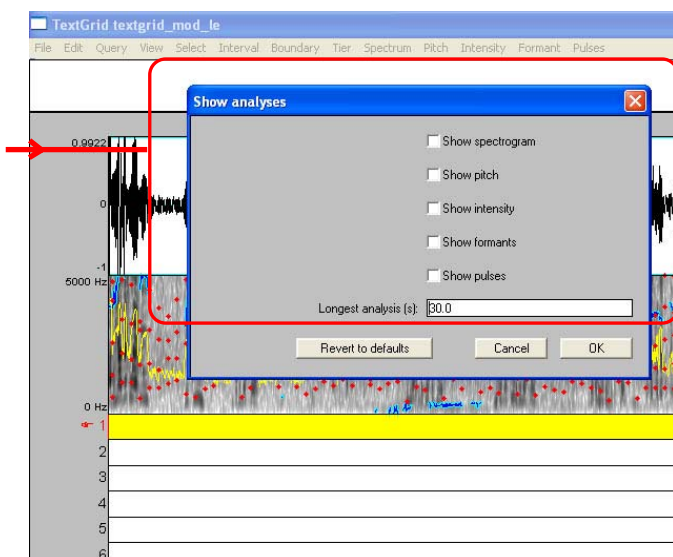 TextGrid textgrid_mod_le
File Edit Query View Select Interval Boundary Tier Spectrum Pitch Intensity Formant Pulses
Show analyses
0.9922
Show spectrogram
Show pitch
0
Show intensity
Show formants
-1
Show pulses
5000 Hz
Longest analysis (s): 30.0
Revert to defaults Cancel OK
0 Hz
1
2
3
4
5
6